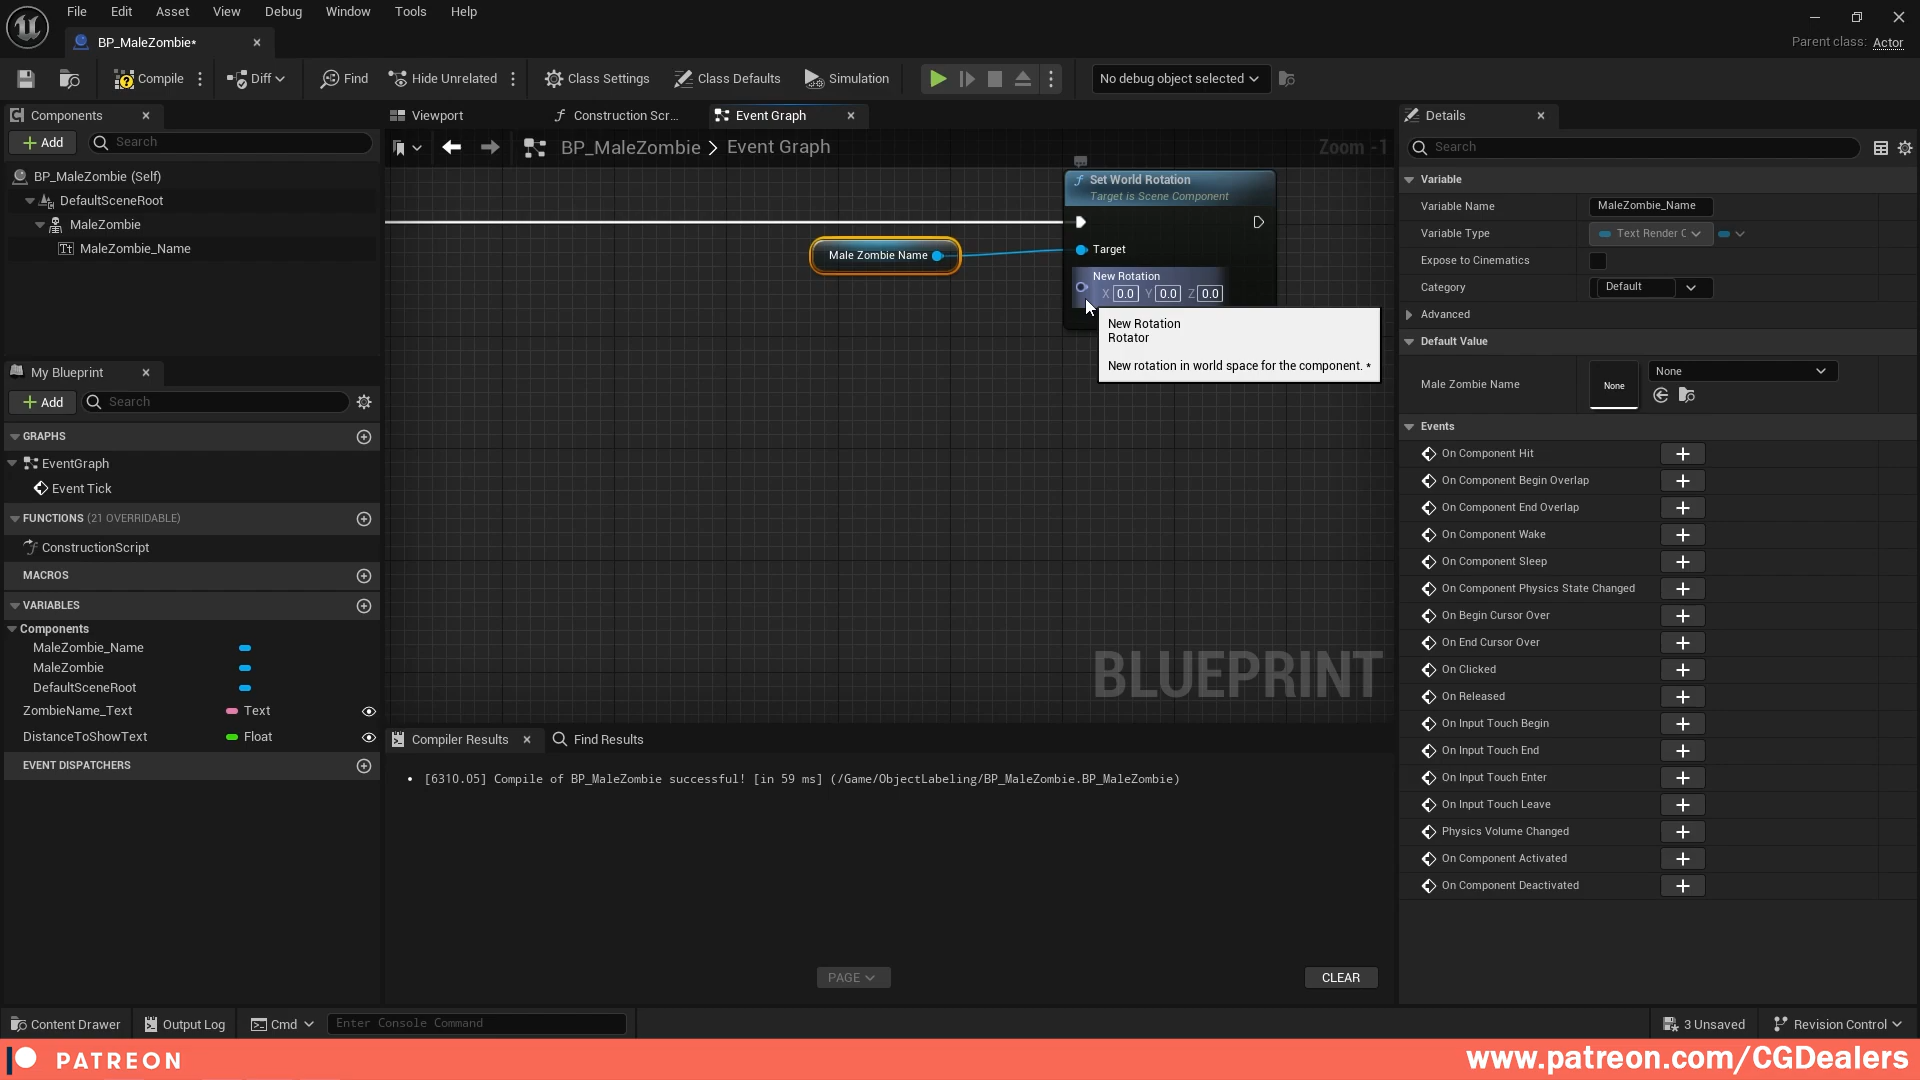 File Edit Asset View Debug Window Tools Help
BP_MaleZombie*
Parent class: Actor
Compile Diff Find Hide Unrelated Class Settings Class Defaults Simulation No debug object selected
Components
Add Search
BP_MaleZombie (Self)
DefaultSceneRoot
MaleZombie
MaleZombie_Name
My Blueprint
Add Search
GRAPHS
EventGraph
Event Tick
FUNCTIONS (21 OVERRIDABLE)
ConstructionScript
MACROS
VARIABLES
Components
MaleZombie_Name
MaleZombie
DefaultSceneRoot
ZombieName_Text Text
DistanceToShowText Float
EVENT DISPATCHERS
Viewport Construction Scr... Event Graph
BP_MaleZombie > Event Graph Zoom -1
Set World Rotation
Target is Scene Component
Male Zombie Name
Target
New Rotation
X 0.0 Y 0.0 Z 0.0
New Rotation
Rotator
New rotation in world space for the component. *
BLUEPRINT
Compiler Results Find Results
• [6310.05] Compile of BP_MaleZombie successful! [in 59 ms] (/Game/ObjectLabeling/BP_MaleZombie.BP_MaleZombie)
PAGE CLEAR
Details
Search
Variable
Variable Name MaleZombie_Name
Variable Type Text Render C
Expose to Cinematics
Category Default
Advanced
Default Value
Male Zombie Name None None
Events
On Component Hit
On Component Begin Overlap
On Component End Overlap
On Component Wake
On Component Sleep
On Component Physics State Changed
On Begin Cursor Over
On End Cursor Over
On Clicked
On Released
On Input Touch Begin
On Input Touch End
On Input Touch Enter
On Input Touch Leave
Physics Volume Changed
On Component Activated
On Component Deactivated
Content Drawer Output Log Cmd Enter Console Command 3 Unsaved Revision Control
PATREON www.patreon.com/CGDealers